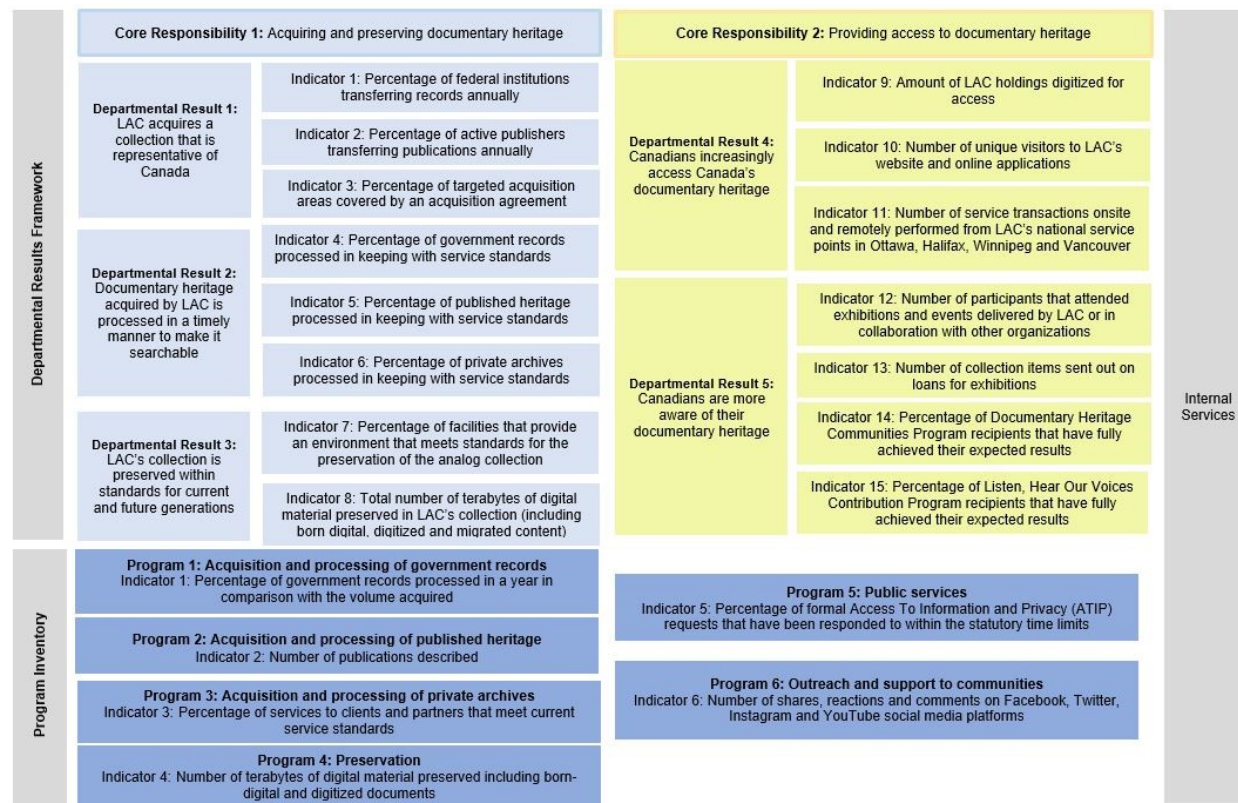 Departmental Results Framework
Core Responsibility 1: Acquiring and preserving documentary heritage
Departmental Result 1:
LAC acquires a
collection that is
representative of
Canada
Indicator 1: Percentage of federal institutions
transferring records annually
Indicator 2: Percentage of active publishers
transferring publications annually
Indicator 3: Percentage of targeted acquisition
areas covered by an acquisition agreement
Departmental Result 2:
Documentary heritage
acquired by LAC is
processed in a timely
manner to make it
searchable
Indicator 4: Percentage of government records
processed in keeping with service standards
Indicator 5: Percentage of published heritage
processed in keeping with service standards
Indicator 6: Percentage of private archives
processed in keeping with service standards
Departmental Result 3:
LAC's collection is
preserved within
standards for current
and future generations
Indicator 7: Percentage of facilities that provide
an environment that meets standards for the
preservation of the analog collection
Indicator 8: Total number of terabytes of digital
material preserved in LAC's collection (including
born digital, digitized and migrated content)
Core Responsibility 2: Providing access to documentary heritage
Departmental Result 4:
Canadians increasingly
access Canada's
documentary heritage
Indicator 9: Amount of LAC holdings digitized for
access
Indicator 10: Number of unique visitors to LAC's
website and online applications
Indicator 11: Number of service transactions onsite
and remotely performed from LAC's national service
points in Ottawa, Halifax, Winnipeg and Vancouver
Departmental Result 5:
Canadians are more
aware of their
documentary heritage
Indicator 12: Number of participants that attended
exhibitions and events delivered by LAC or in
collaboration with other organizations
Indicator 13: Number of collection items sent out on
loans for exhibitions
Indicator 14: Percentage of Documentary Heritage
Communities Program recipients that have fully
achieved their expected results
Indicator 15: Percentage of Listen, Hear Our Voices
Contribution Program recipients that have fully
achieved their expected results
Internal
Services
Program Inventory
Program 1: Acquisition and processing of government records
Indicator 1: Percentage of government records processed in a year in
comparison with the volume acquired
Program 2: Acquisition and processing of published heritage
Indicator 2: Number of publications described
Program 3: Acquisition and processing of private archives
Indicator 3: Percentage of services to clients and partners that meet current
service standards
Program 4: Preservation
Indicator 4: Number of terabytes of digital material preserved including born-
digital and digitized documents
Program 5: Public services
Indicator 5: Percentage of formal Access To Information and Privacy (ATIP)
requests that have been responded to within the statutory time limits
Program 6: Outreach and support to communities
Indicator 6: Number of shares, reactions and comments on Facebook, Twitter,
Instagram and YouTube social media platforms